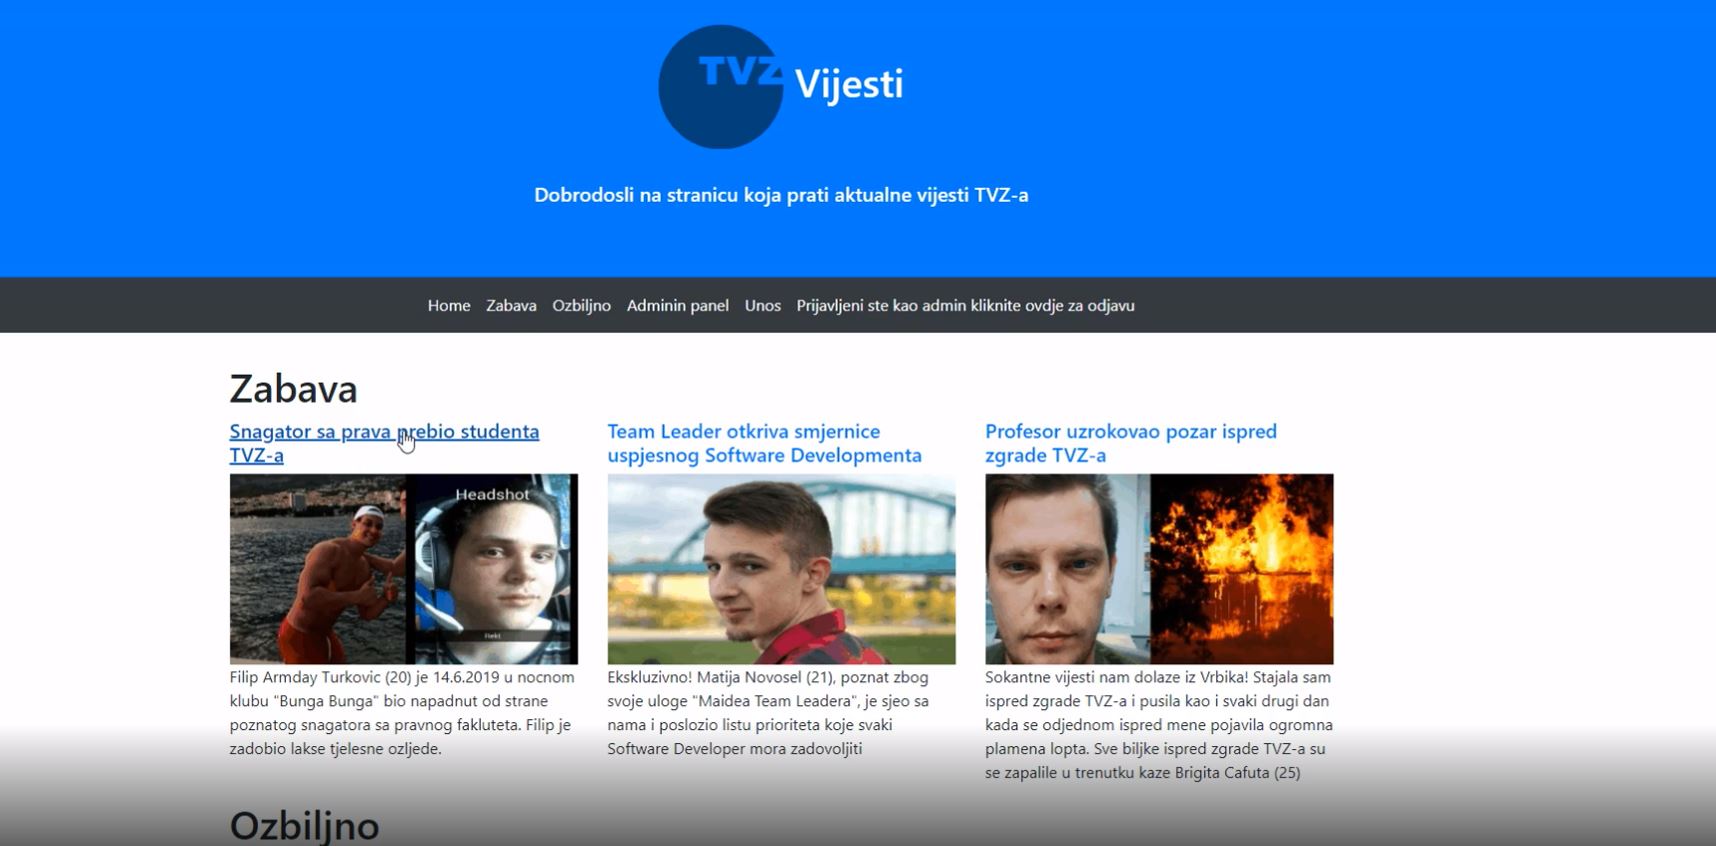 TVZ Vijesti
Dobrodosli na stranicu koja prati aktualne vijesti TVZ-a
Home Zabava Ozbiljno Adminin panel Unos Prijavljeni ste kao admin kliknite ovdje za odjavu
Zabava
Snagator sa prava prebio studenta
TVZ-a
Headshot
Filip Armday Turkovic (20) je 14.6.2019 u nocnom
klubu "Bunga Bunga" bio napadnut od strane
poznatog snagatora sa pravnog fakluteta. Filip je
zadobio lakse tjelesne ozljede.
Team Leader otkriva smjernice
uspjesnog Software Developmenta
Ekskluzivno! Matija Novosel (21), poznat zbog
svoje uloge "Maidea Team Leadera", je sjeo sa
nama i poslozio listu prioriteta koje svaki
Software Developer mora zadovoljiti
Profesor uzrokovao pozar ispred
zgrade TVZ-a
Sokantne vijesti nam dolaze iz Vrbika! Stajala sam
ispred zgrade TVZ-a i pusila kao i svaki drugi dan
kada se odjednom ispred mene pojavila ogromna
plamena lopta. Sve biljke ispred zgrade TVZ-a su
se zapalile u trenutku kaze Brigita Cafuta (25)
Ozbiljno